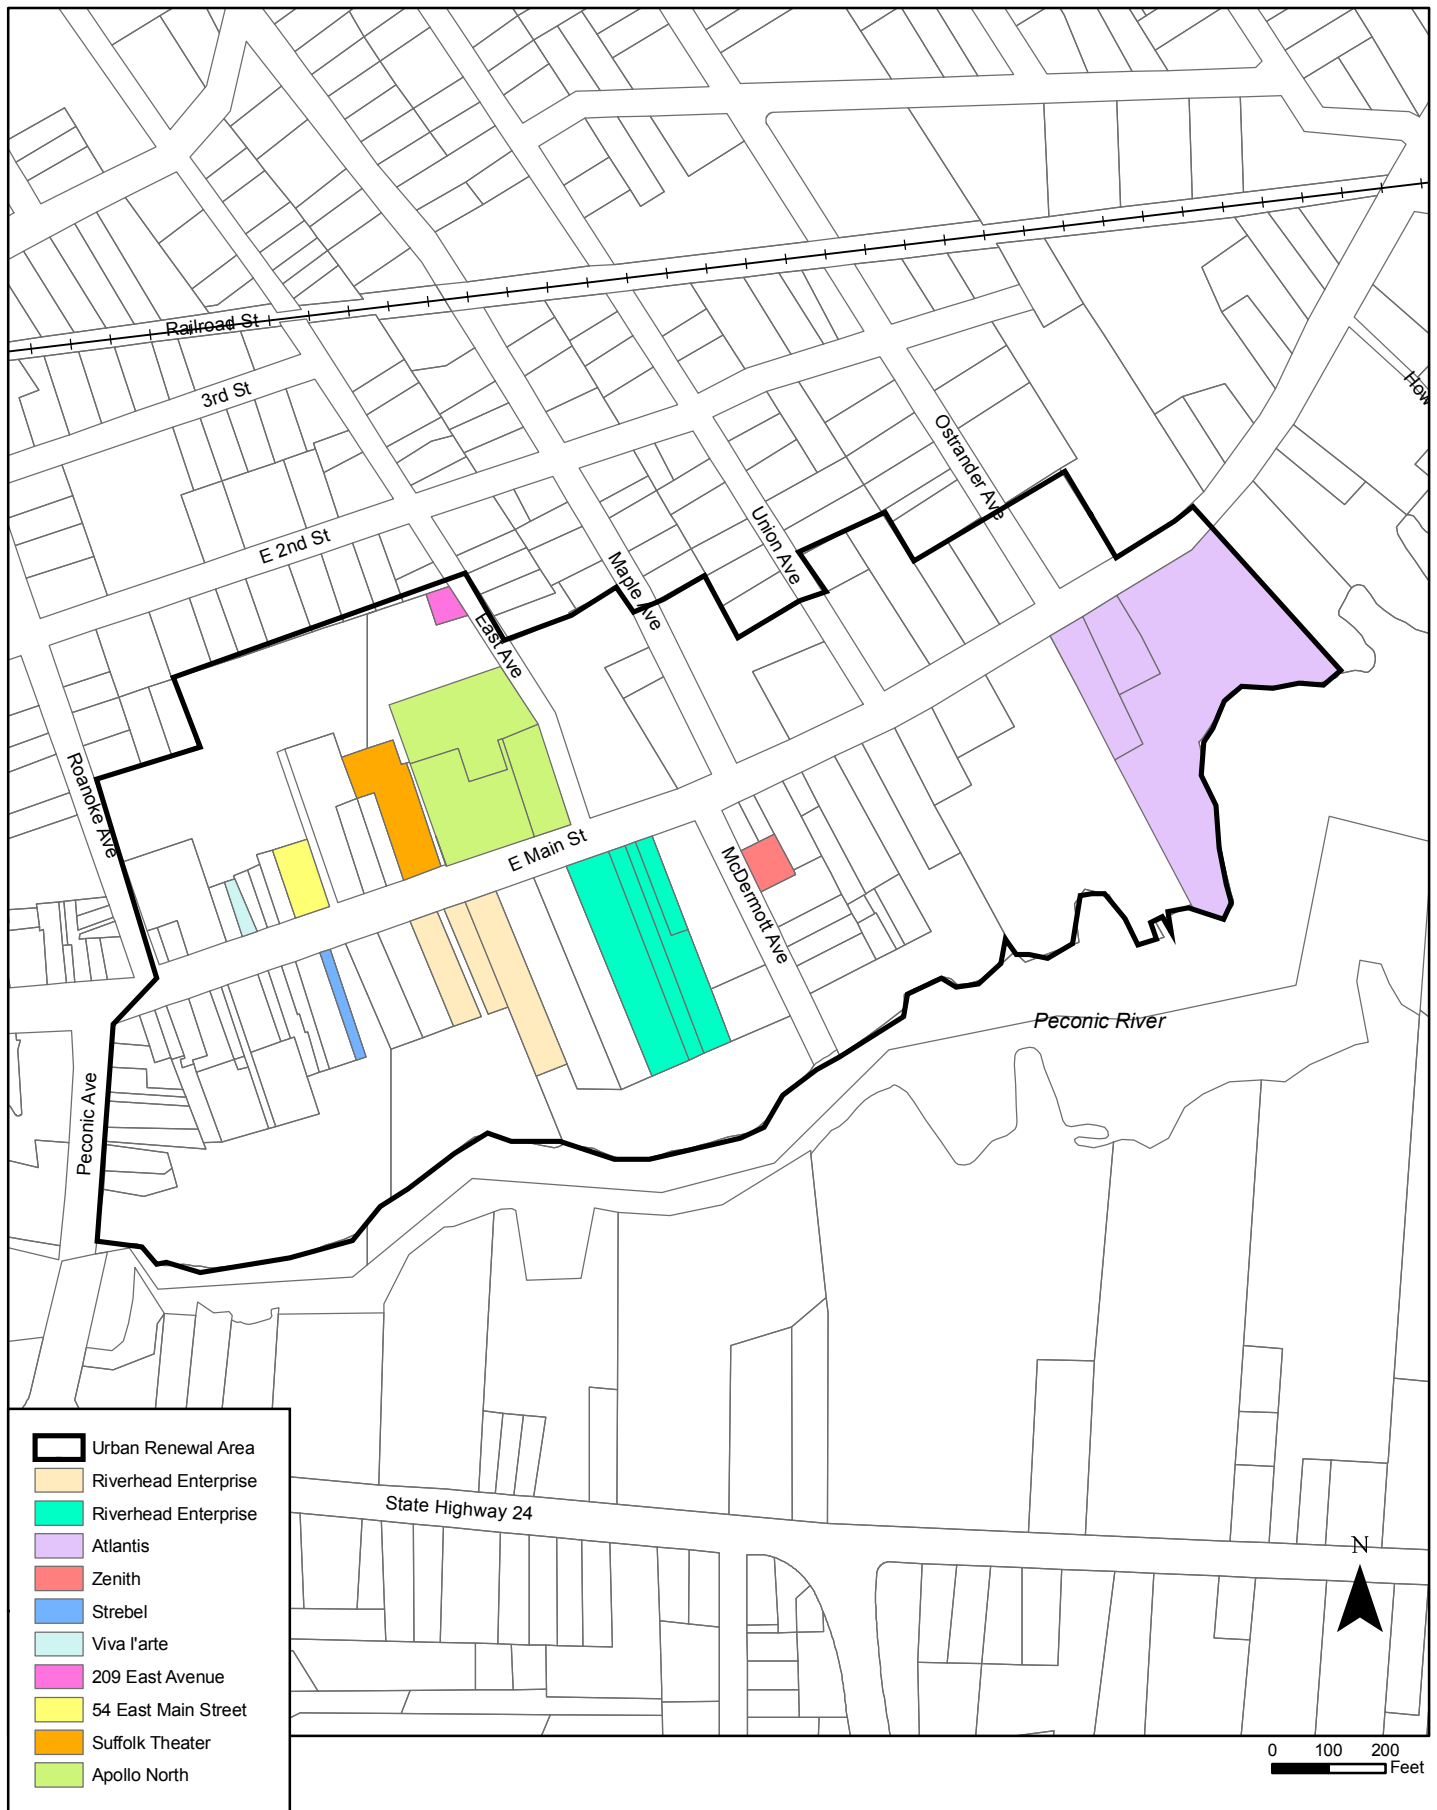 Railroad St
3rd St
How
Ostrander Ave
E 2nd St
Union Ave
Maple Ave
East Ave
Roanoke Ave
E Main St
McDermott Ave
Peconic River
Peconic Ave
State Highway 24
Urban Renewal Area
Riverhead Enterprise
Riverhead Enterprise
Atlantis
Zenith
Strebel
Viva l'arte
209 East Avenue
54 East Main Street
Suffolk Theater
Apollo North
N
0 100 200
Feet